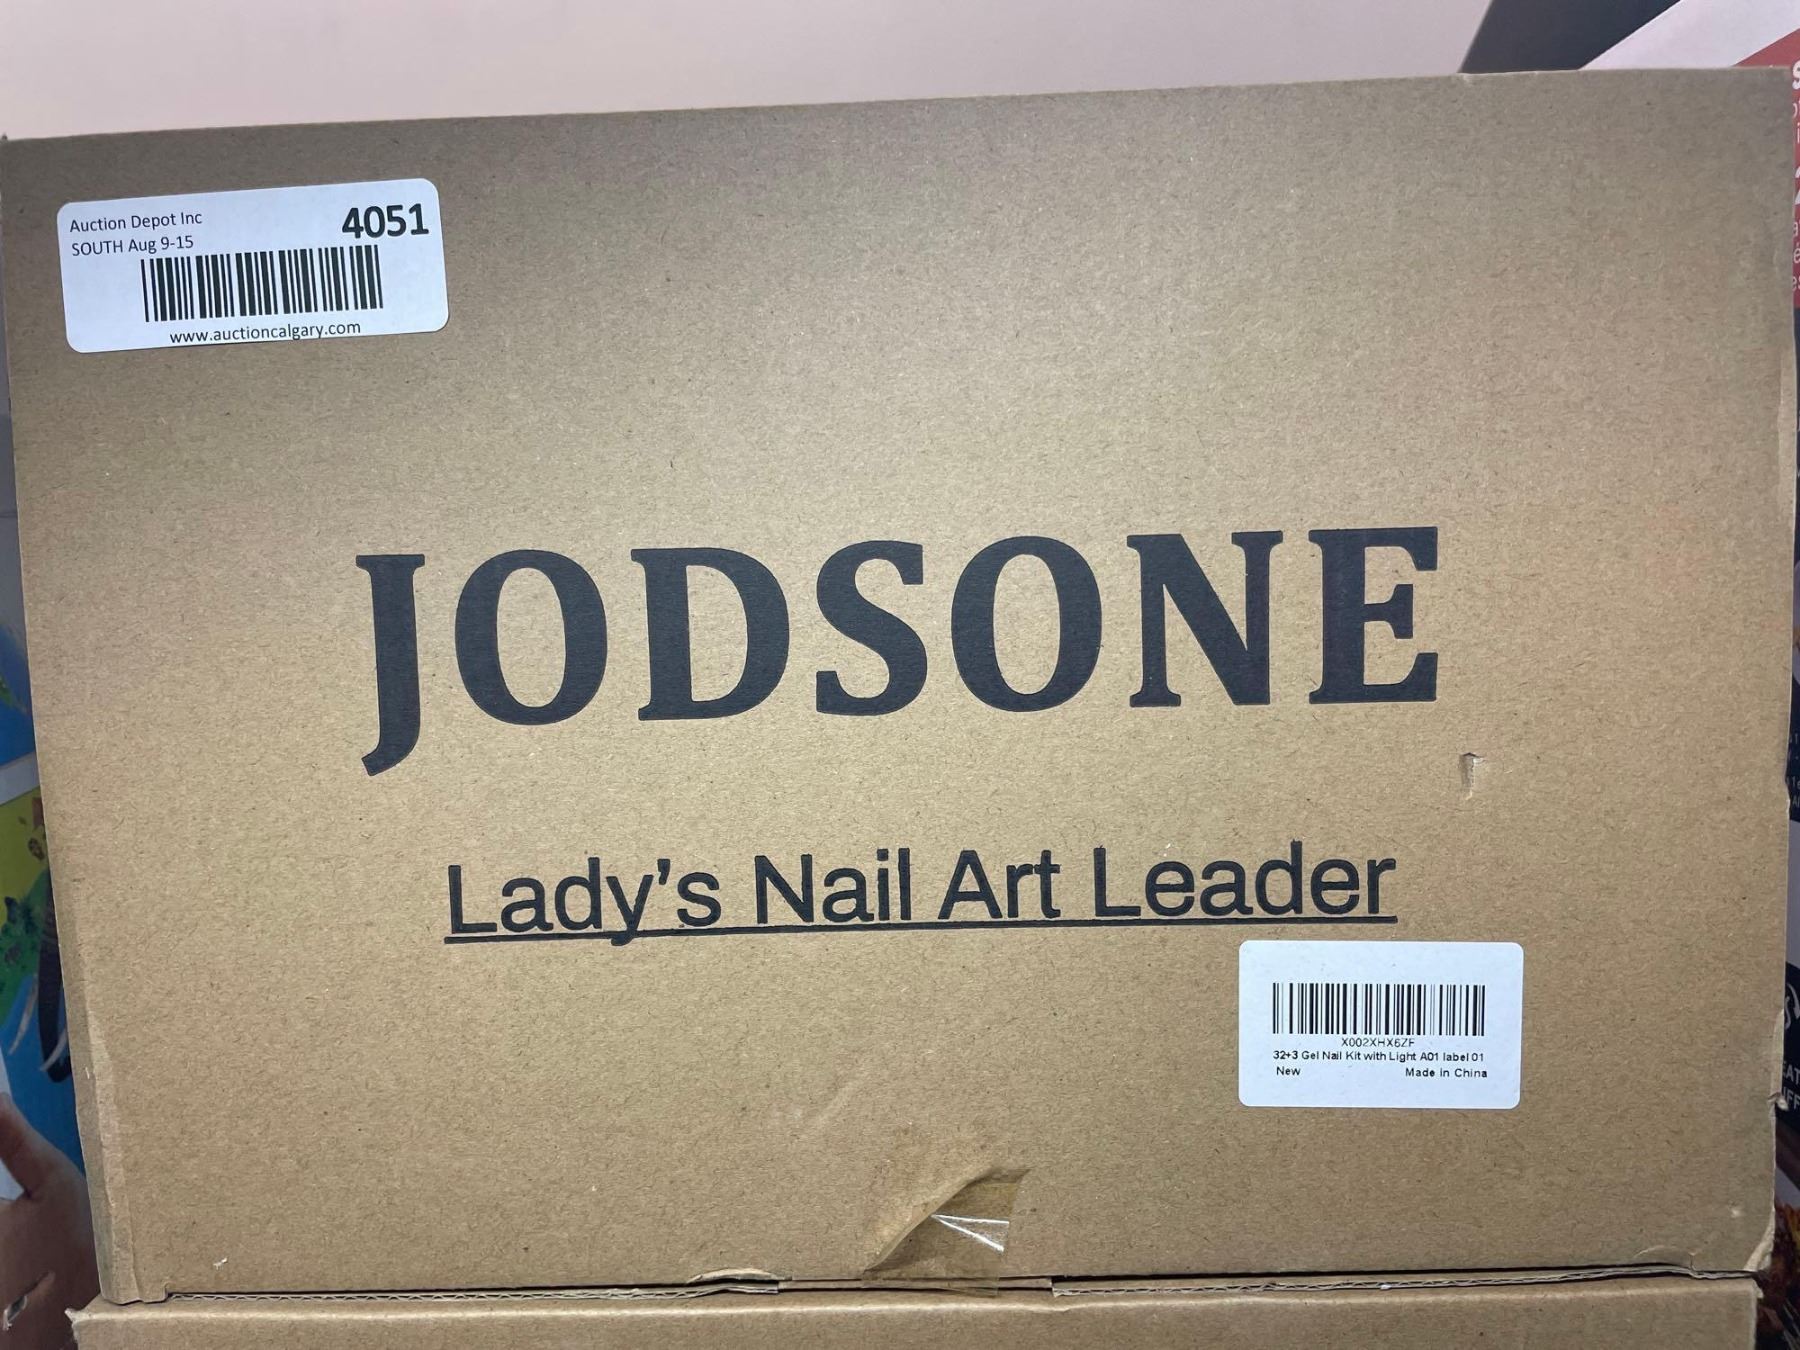 Auction Depot Inc
4051
SOUTH Aug 9-15
www.auctioncalgary.com
JODSONE
Lady's Nail Art Leader
X002XHX6ZF
32+3 Gel Nail Kit with Light A01 label 01
New Made in China